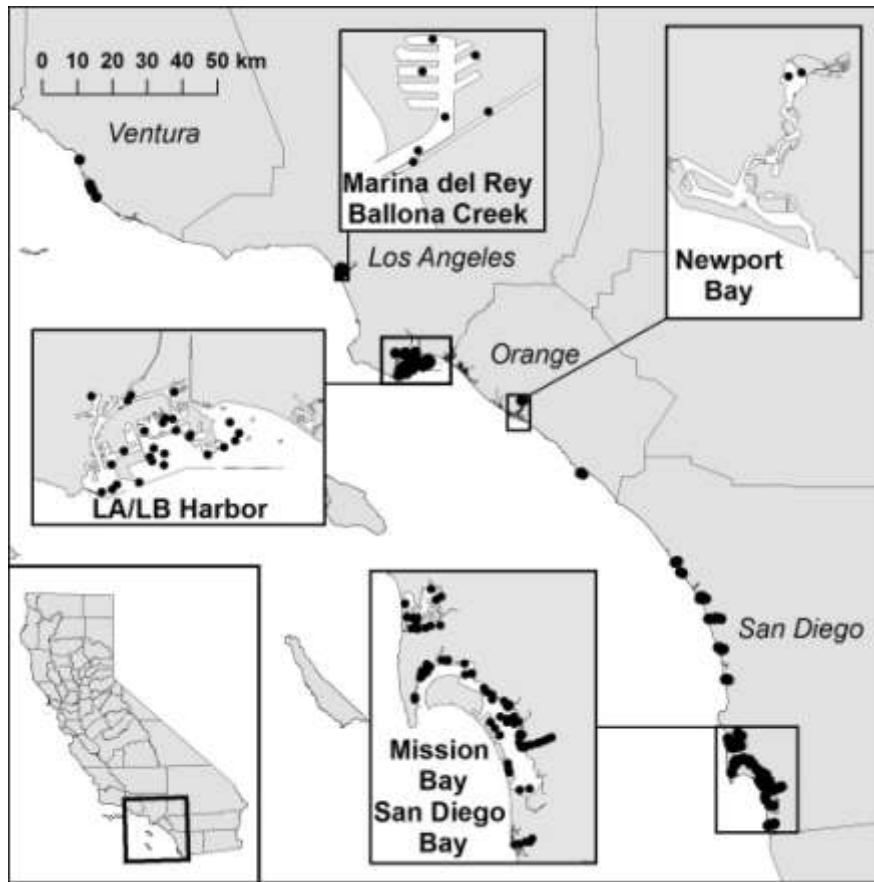 0 10 20 30 40 50 km
Ventura
Marina del Rey
Ballona Creek
Los Angeles
Newport
Bay
Orange
LA/LB Harbor
San Diego
Mission
Bay
San Diego
Bay